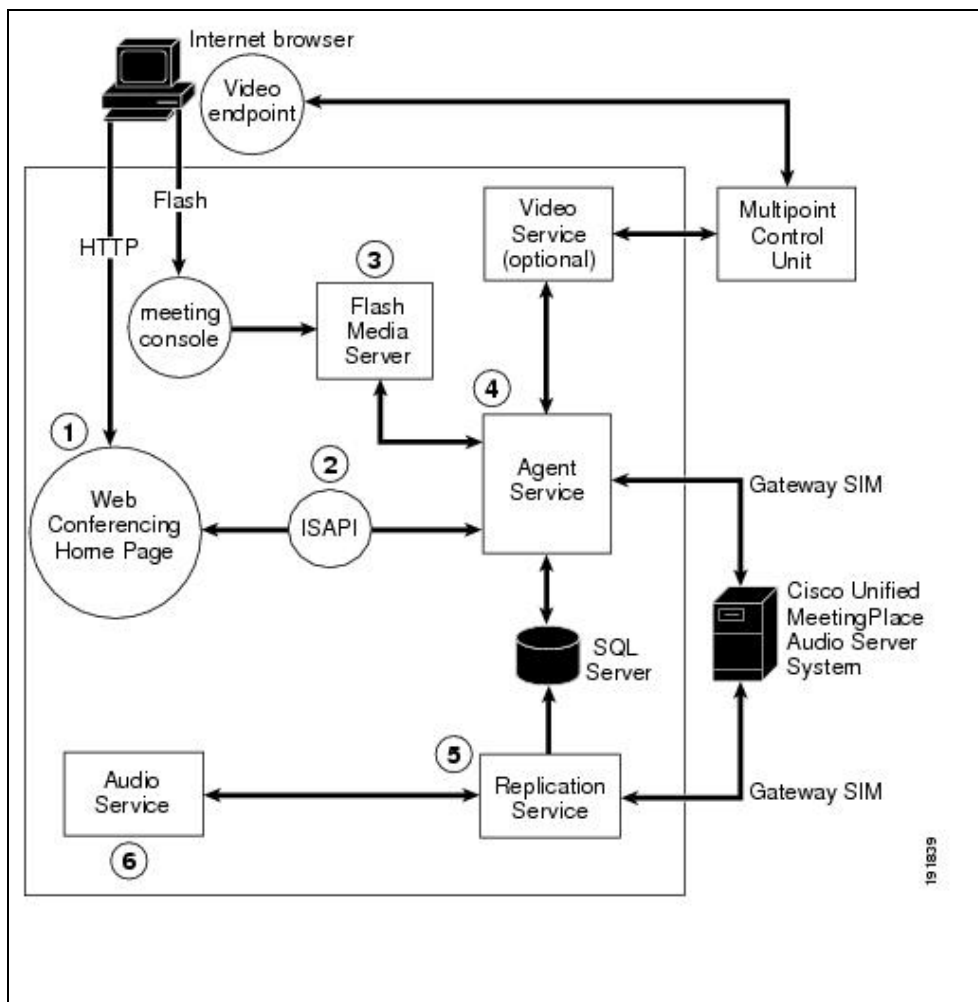 Internet browser
Video
endpoint
Flash
HTTP
Video
Service
(optional)
Multipoint
Control
Unit
3
meeting
console
Flash
Media
Server
4
1
2
Agent
Service
Gateway SIM
Web
Conferencing
Home Page
ISAPI
Cisco Unified
MeetingPlace
Audio Server
System
SQL
Server
5
Audio
Service
Replication
Service
Gateway SIM
6
191839